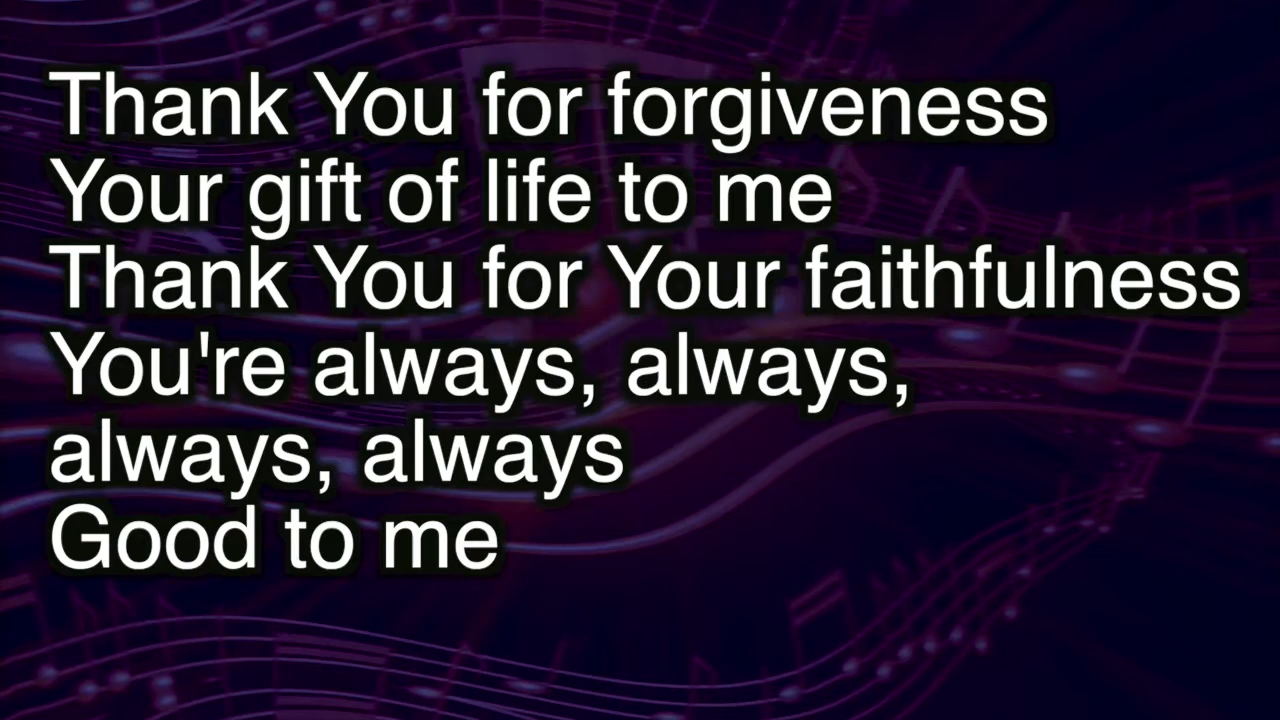 Thank You for forgiveness
Your gift of life to me
Thank You for Your faithfulness
You're always, always,
always, always
Good to me